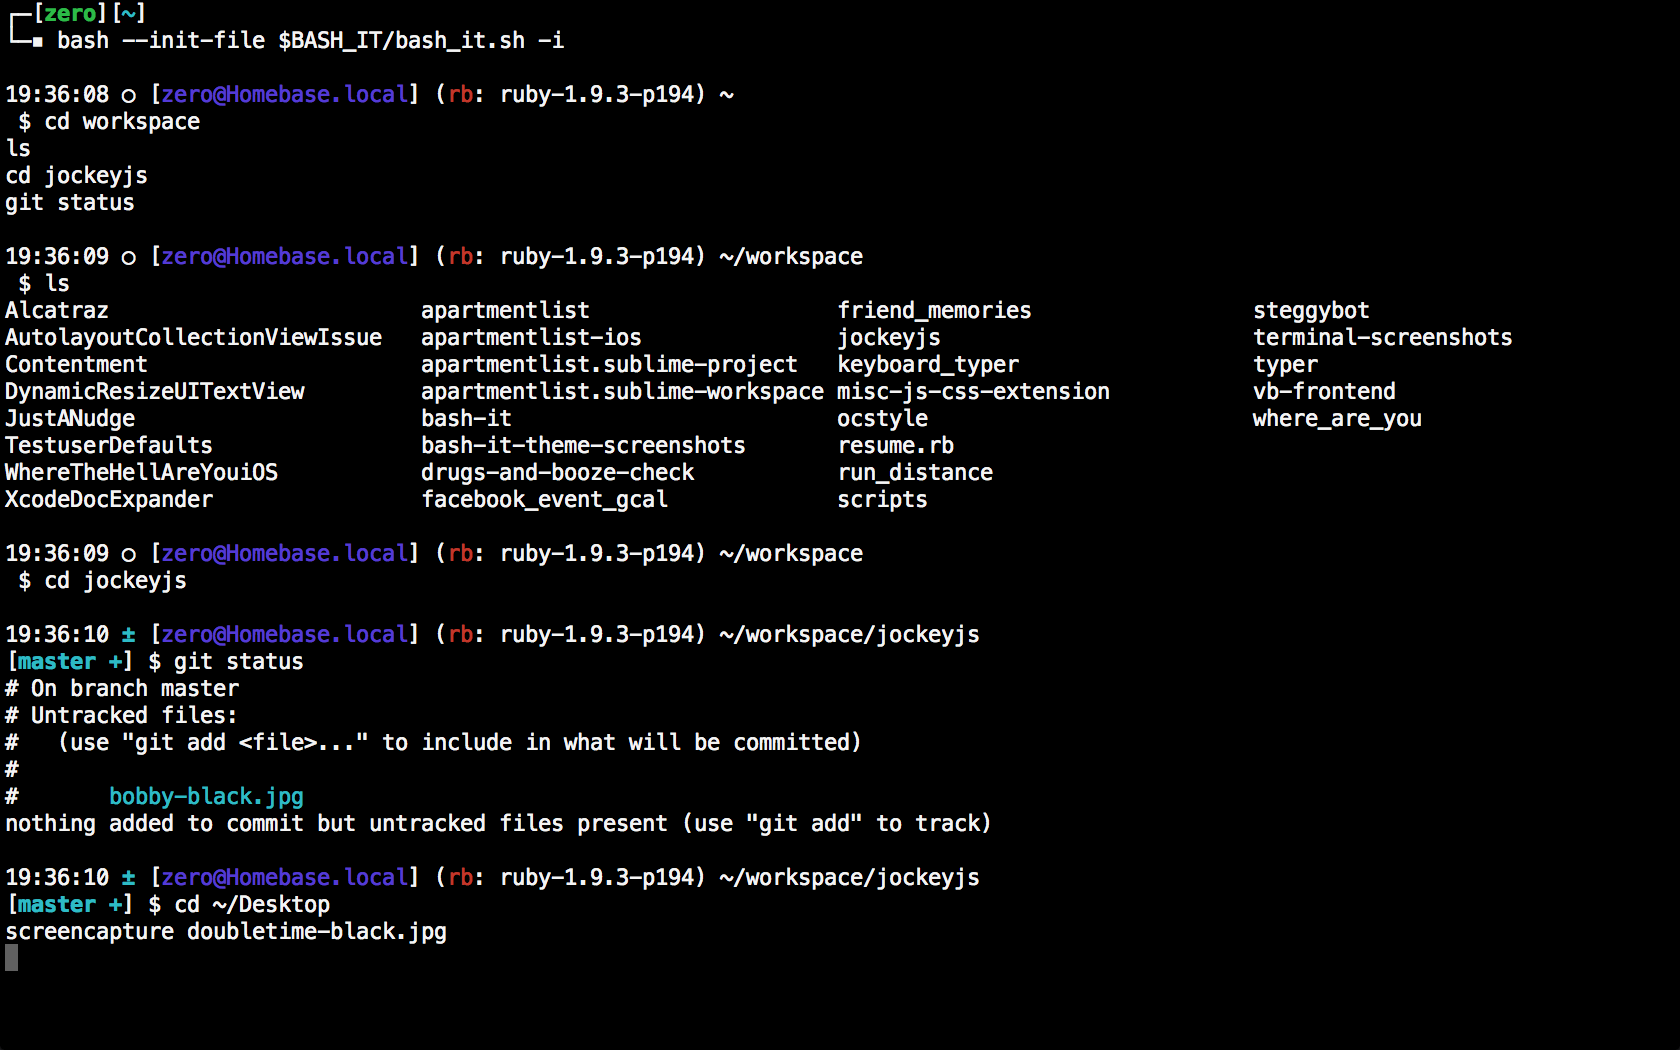 ┌─[zero][~]
└─▪ bash --init-file $BASH_IT/bash_it.sh -i

19:36:08 ○ [zero@Homebase.local] (rb: ruby-1.9.3-p194) ~
 $ cd workspace
ls
cd jockeyjs
git status

19:36:09 ○ [zero@Homebase.local] (rb: ruby-1.9.3-p194) ~/workspace
 $ ls
Alcatraz                        apartmentlist                   friend_memories                 steggybot
AutolayoutCollectionViewIssue   apartmentlist-ios               jockeyjs                        terminal-screenshots
Contentment                     apartmentlist.sublime-project   keyboard_typer                  typer
DynamicResizeUITextView         apartmentlist.sublime-workspace misc-js-css-extension           vb-frontend
JustANudge                      bash-it                         ocstyle                         where_are_you
TestuserDefaults                bash-it-theme-screenshots       resume.rb
WhereTheHellAreYouiOS           drugs-and-booze-check           run_distance
XcodeDocExpander                facebook_event_gcal             scripts

19:36:09 ○ [zero@Homebase.local] (rb: ruby-1.9.3-p194) ~/workspace
 $ cd jockeyjs

19:36:10 ± [zero@Homebase.local] (rb: ruby-1.9.3-p194) ~/workspace/jockeyjs
[master +] $ git status
# On branch master
# Untracked files:
#   (use "git add <file>..." to include in what will be committed)
#
#       bobby-black.jpg
nothing added to commit but untracked files present (use "git add" to track)

19:36:10 ± [zero@Homebase.local] (rb: ruby-1.9.3-p194) ~/workspace/jockeyjs
[master +] $ cd ~/Desktop
screencapture doubletime-black.jpg